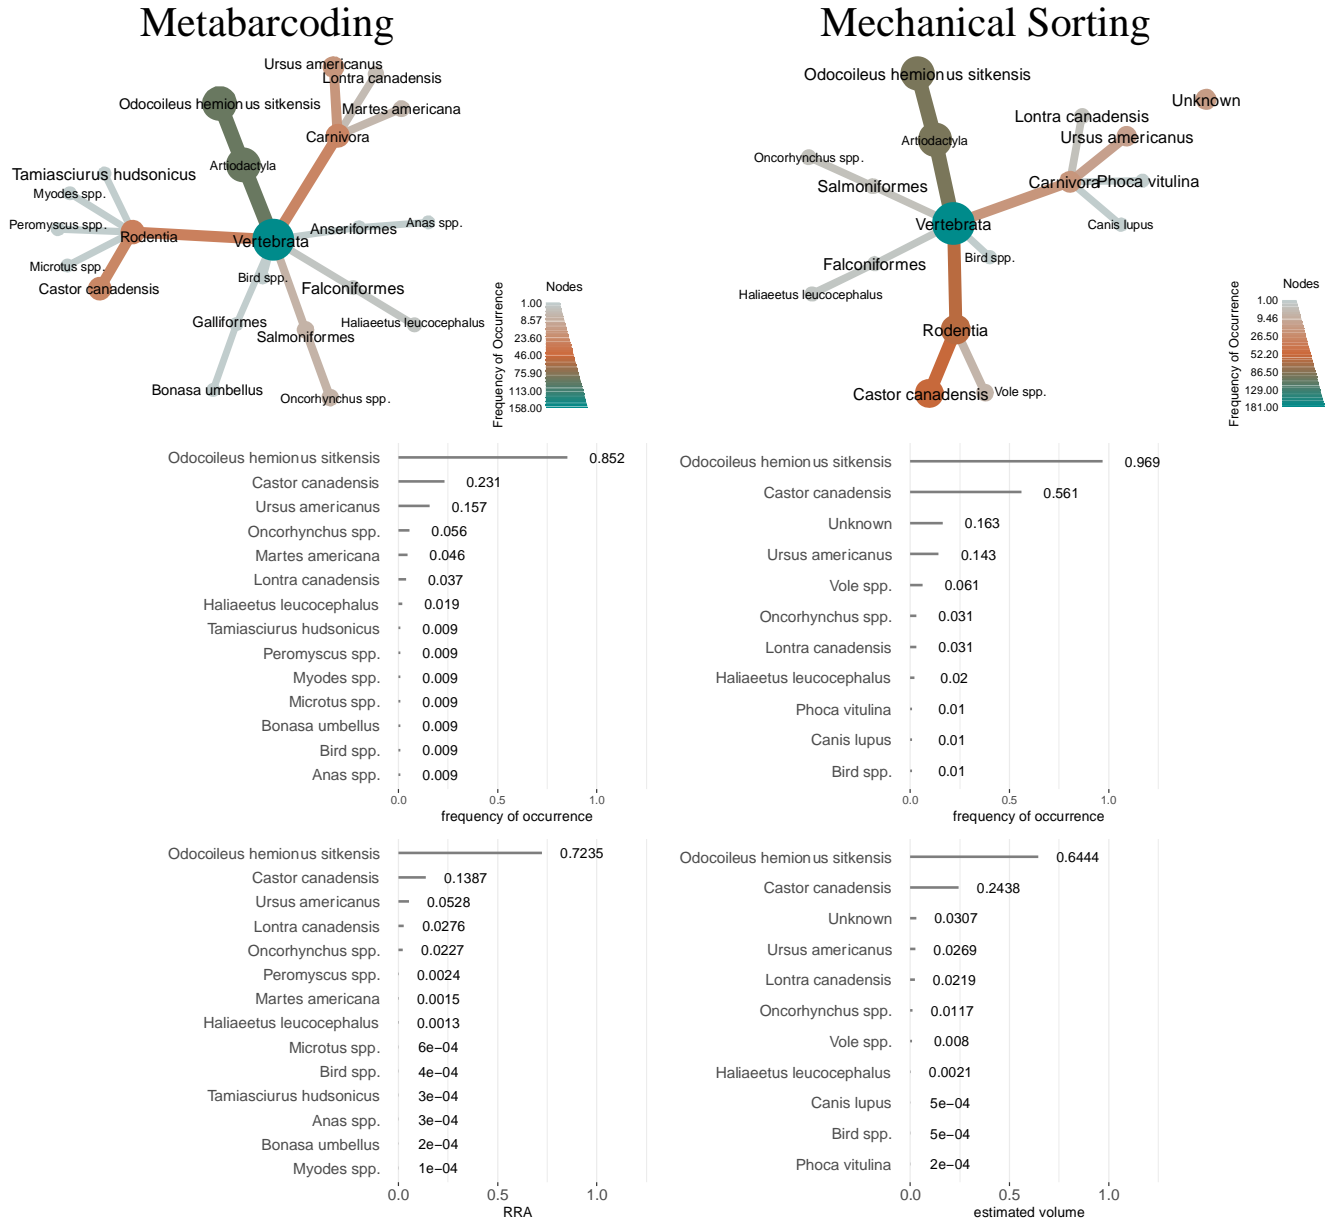 Metabarcoding
Ursus americanus
Lontra canadensis
Odocoileus hemionus sitkensis
Martes americana
Carnivora
Artiodactyla
Tamiasciurus hudsonicus
Myodes spp.
Peromyscus spp.
Rodentia
Vertebrata
Anseriformes
Anas spp.
Microtus spp.
Bird spp.
Castor canadensis
Falconiformes
Galliformes
Salmoniformes
Haliaeetus leucocephalus
Bonasa umbellus
Oncorhynchus spp.
Nodes
Frequency of Occurrence
1.00
8.57
23.60
46.00
75.90
113.00
158.00
Mechanical Sorting
Odocoileus hemionus sitkensis
Unknown
Lontra canadensis
Ursus americanus
Artiodactyla
Oncorhynchus spp.
Salmoniformes
Carnivora
Phoca vitulina
Vertebrata
Canis lupus
Bird spp.
Falconiformes
Haliaeetus leucocephalus
Rodentia
Castor canadensis
Vole spp.
Nodes
Frequency of Occurrence
1.00
9.46
26.50
52.20
86.50
129.00
181.00
Odocoileus hemionus sitkensis 0.852
Castor canadensis 0.231
Ursus americanus 0.157
Oncorhynchus spp. 0.056
Martes americana 0.046
Lontra canadensis 0.037
Haliaeetus leucocephalus 0.019
Tamiasciurus hudsonicus 0.009
Peromyscus spp. 0.009
Myodes spp. 0.009
Microtus spp. 0.009
Bonasa umbellus 0.009
Bird spp. 0.009
Anas spp. 0.009
0.0 0.5 1.0
frequency of occurrence
Odocoileus hemionus sitkensis 0.969
Castor canadensis 0.561
Unknown 0.163
Ursus americanus 0.143
Vole spp. 0.061
Oncorhynchus spp. 0.031
Lontra canadensis 0.031
Haliaeetus leucocephalus 0.02
Phoca vitulina 0.01
Canis lupus 0.01
Bird spp. 0.01
0.0 0.5 1.0
frequency of occurrence
Odocoileus hemionus sitkensis 0.7235
Castor canadensis 0.1387
Ursus americanus 0.0528
Lontra canadensis 0.0276
Oncorhynchus spp. 0.0227
Peromyscus spp. 0.0024
Martes americana 0.0015
Haliaeetus leucocephalus 0.0013
Microtus spp. 6e−04
Bird spp. 4e−04
Tamiasciurus hudsonicus 3e−04
Anas spp. 3e−04
Bonasa umbellus 2e−04
Myodes spp. 1e−04
0.0 0.5 1.0
RRA
Odocoileus hemionus sitkensis 0.6444
Castor canadensis 0.2438
Unknown 0.0307
Ursus americanus 0.0269
Lontra canadensis 0.0219
Oncorhynchus spp. 0.0117
Vole spp. 0.008
Haliaeetus leucocephalus 0.0021
Canis lupus 5e−04
Bird spp. 5e−04
Phoca vitulina 2e−04
0.0 0.5 1.0
estimated volume